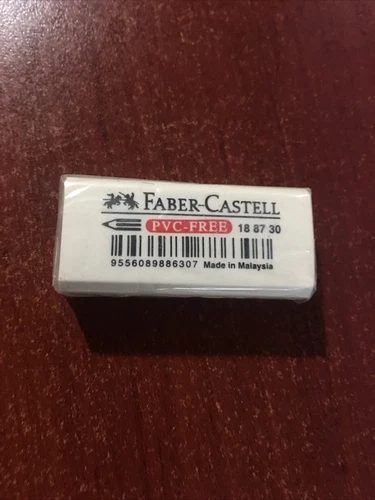 FABER-CASTELL
PVC-FREE 18 87 30
9556089886307 Made in Malaysia